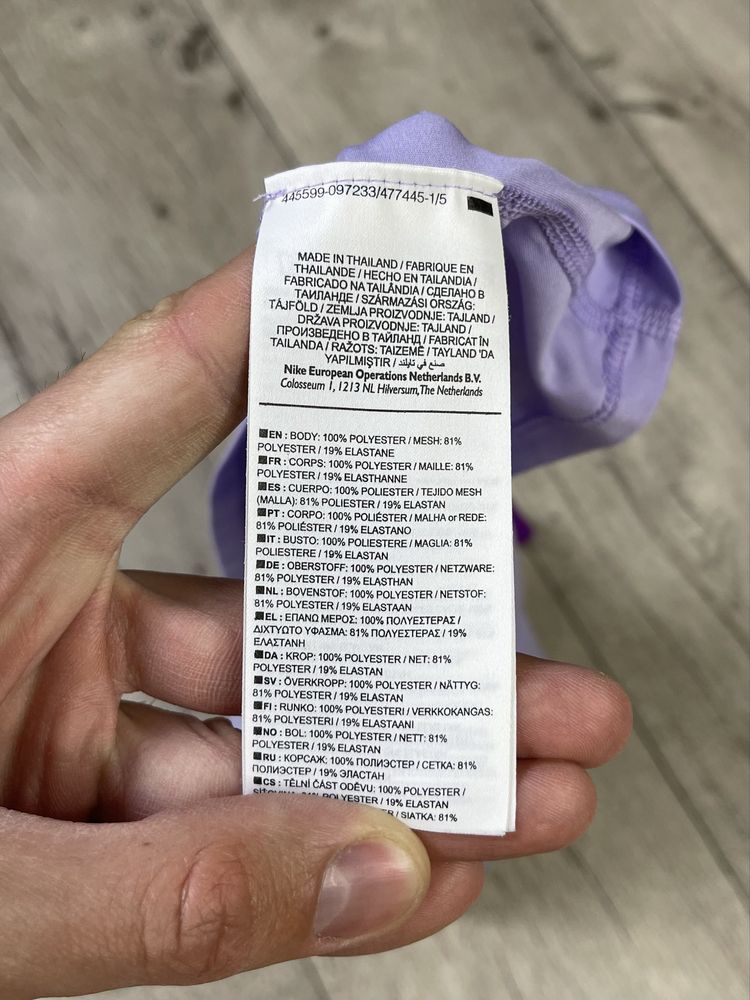 445599-097233/477445-1/5
MADE IN THAILAND / FABRIQUE EN
THAILANDE / HECHO EN TAILANDIA /
FABRICADO NA TAILÂNDIA / СДЕЛАНО В
ТАИЛАНДЕ / SZÁRMAZÁSI ORSZÁG:
TÁJFÖLD / ZEMLJA PROIZVODNJE: TAJLAND /
DRŽAVA PROIZVODNJE: TAJLAND /
ПРОИЗВЕДЕНО В ТАЙЛАНД / FABRICAT ÎN
TAILANDA / RAŽOTS: TAIZEMĒ / TAYLAND 'DA
YAPILMIŞTIR / صنع في تايلند
Nike European Operations Netherlands B.V.
Colosseum 1, 1213 NL Hilversum, The Netherlands
EN : BODY: 100% POLYESTER / MESH: 81%
POLYESTER / 19% ELASTANE
FR : CORPS: 100% POLYESTER / MAILLE: 81%
POLYESTER / 19% ELASTHANNE
ES : CUERPO: 100% POLIESTER / TEJIDO MESH
(MALLA): 81% POLIESTER / 19% ELASTAN
PT : CORPO: 100% POLIÉSTER / MALHA or REDE:
81% POLIÉSTER / 19% ELASTANO
IT : BUSTO: 100% POLIESTERE / MAGLIA: 81%
POLIESTERE / 19% ELASTAN
DE : OBERSTOFF: 100% POLYESTER / NETZWARE:
81% POLYESTER / 19% ELASTHAN
NL : BOVENSTOF: 100% POLYESTER / NETSTOF:
81% POLYESTER / 19% ELASTAAN
EL : ΕΠΑΝΩ ΜΕΡΟΣ: 100% ΠΟΛΥΕΣΤΕΡΑΣ /
ΔΙΧΤΥΩΤΟ ΥΦΑΣΜΑ: 81% ΠΟΛΥΕΣΤΕΡΑΣ / 19%
ΕΛΑΣΤΑΝΗ
DA : KROP: 100% POLYESTER / NET: 81%
POLYESTER / 19% ELASTAN
SV : ÖVERKROPP: 100% POLYESTER / NÄTTYG:
81% POLYESTER / 19% ELASTAN
FI : RUNKO: 100% POLYESTERI / VERKKOKANGAS:
81% POLYESTERI / 19% ELASTAANI
NO : BOL: 100% POLYESTER / NETT: 81%
POLYESTER / 19% ELASTAN
RU : КОРСАЖ: 100% ПОЛИЭСТЕР / СЕТКА: 81%
ПОЛИЭСТЕР / 19% ЭЛАСТАН
CS : TĚLNÍ ČÁST ODĚVU: 100% POLYESTER /
SÍŤOVINA: 81% POLYESTER / 19% ELASTAN
/ SIATKA: 81%